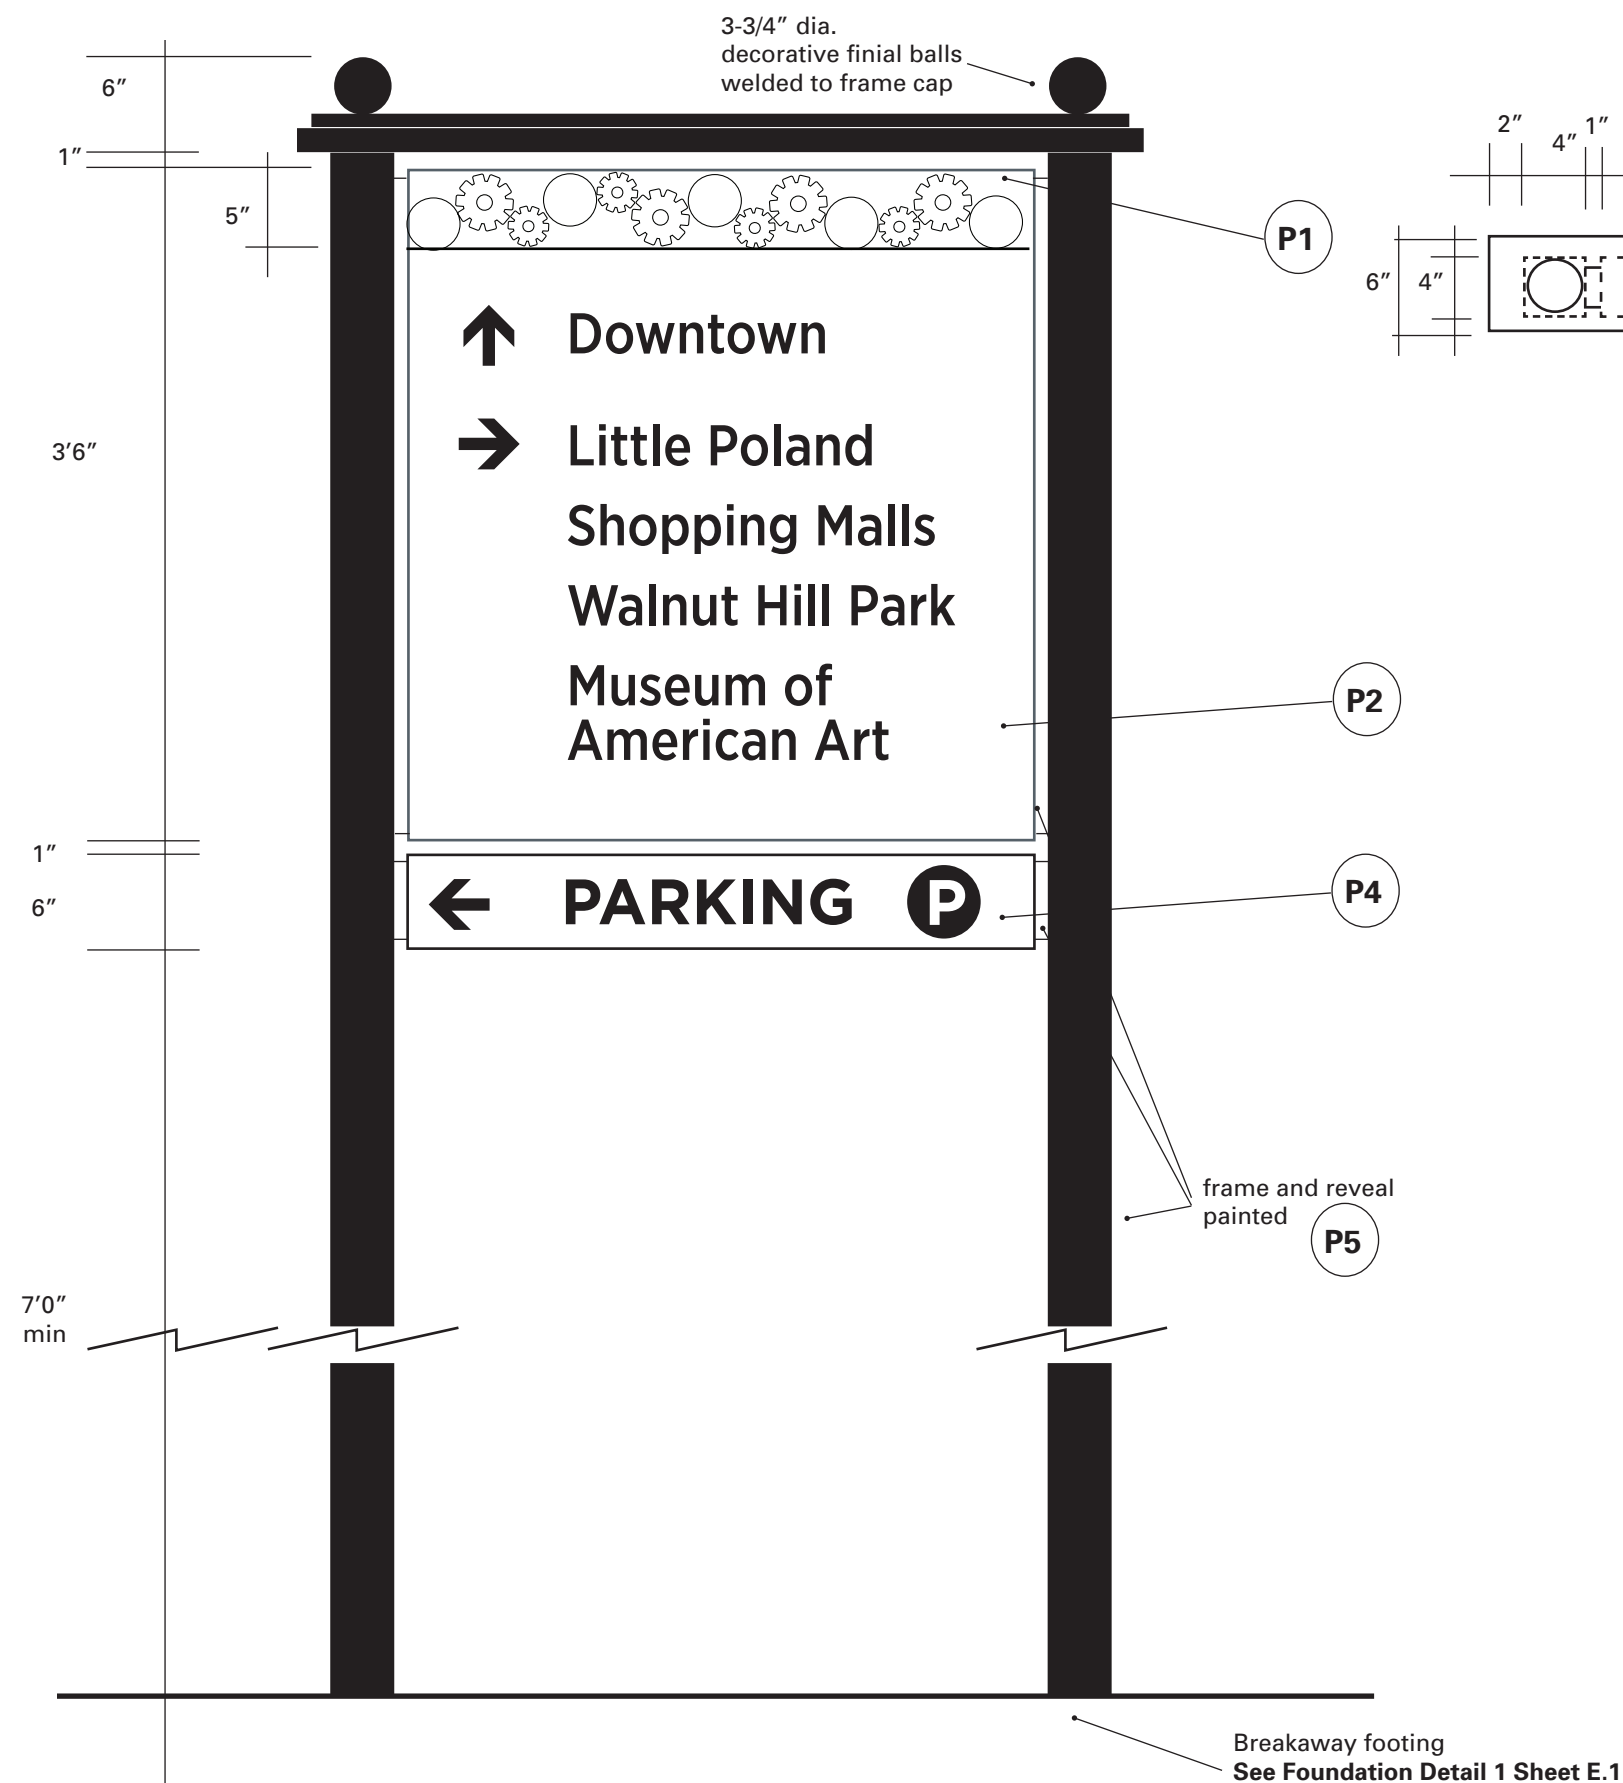 3-3/4” dia.
decorative finial balls
welded to frame cap
6”
1”
5”
2”
4”
1”
P1
6”
4”
Downtown
3’6”
Little Poland
Shopping Malls
Walnut Hill Park
Museum of
American Art
P2
1”
6”
PARKING P
P4
frame and reveal
painted
P5
7’0”
min
Breakaway footing
See Foundation Detail 1 Sheet E.1